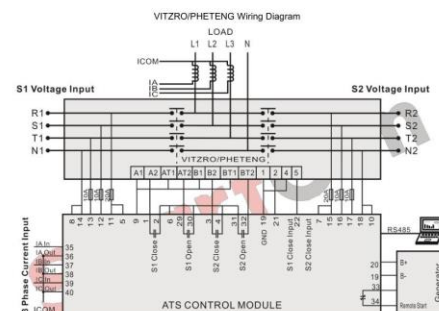 VITZRO/PHETENG Wiring Diagram
LOAD
L1 L2 L3 N
ICOM
IA
IB
IC
S1 Voltage Input
S2 Voltage Input
R1
S1
T1
N1
R2
S2
T2
N2
VITZRO/PHETENG
A1 A2 AT1 AT2 B1 B2 BT1 BT2 1 2 4 5
8 14 13 12 11 5 9 1 2 6 29 30 3 4 31 32 19 21 22 7 15 16 17 18 10
S1 Close
S1 Open
S2 Close
S2 Open
GND
S1 Close Input
S2 Close Input
RS485
3 Phase Current Input
IA In
IA Out
IB In
IB Out
IC In
IC Out
ICOM
35
36
37
38
39
40
ATS CONTROL MODULE
20
19
33
34
B+
B-
Remote Start
Generator